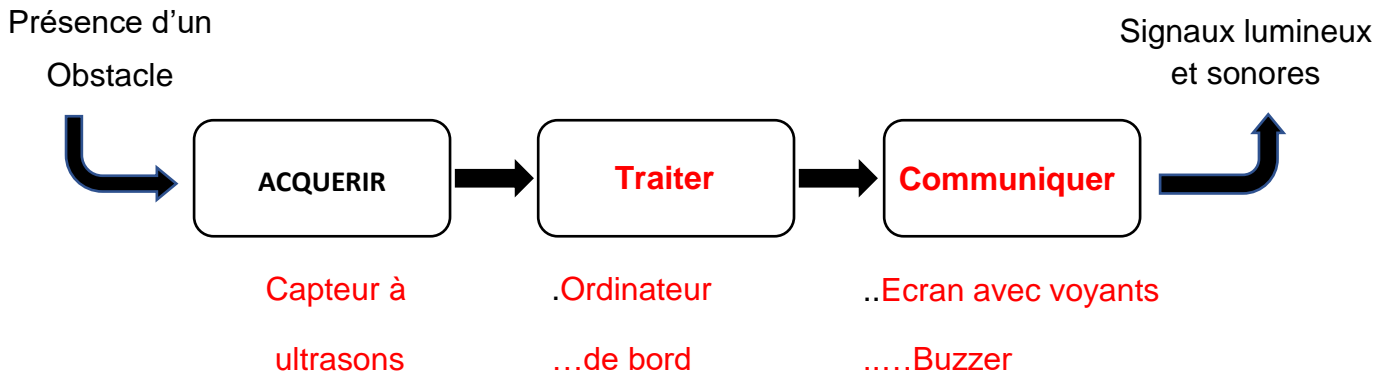 Présence d’un
Obstacle
Signaux lumineux
et sonores
ACQUERIR
Traiter
Communiquer
Capteur à
ultrasons
.Ordinateur
…de bord
..Ecran avec voyants
..…Buzzer